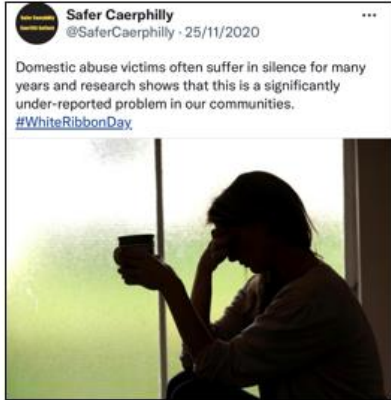 Safer Caerphilly
@SaferCaerphilly · 25/11/2020
Domestic abuse victims often suffer in silence for many
years and research shows that this is a significantly
under-reported problem in our communities.
#WhiteRibbonDay